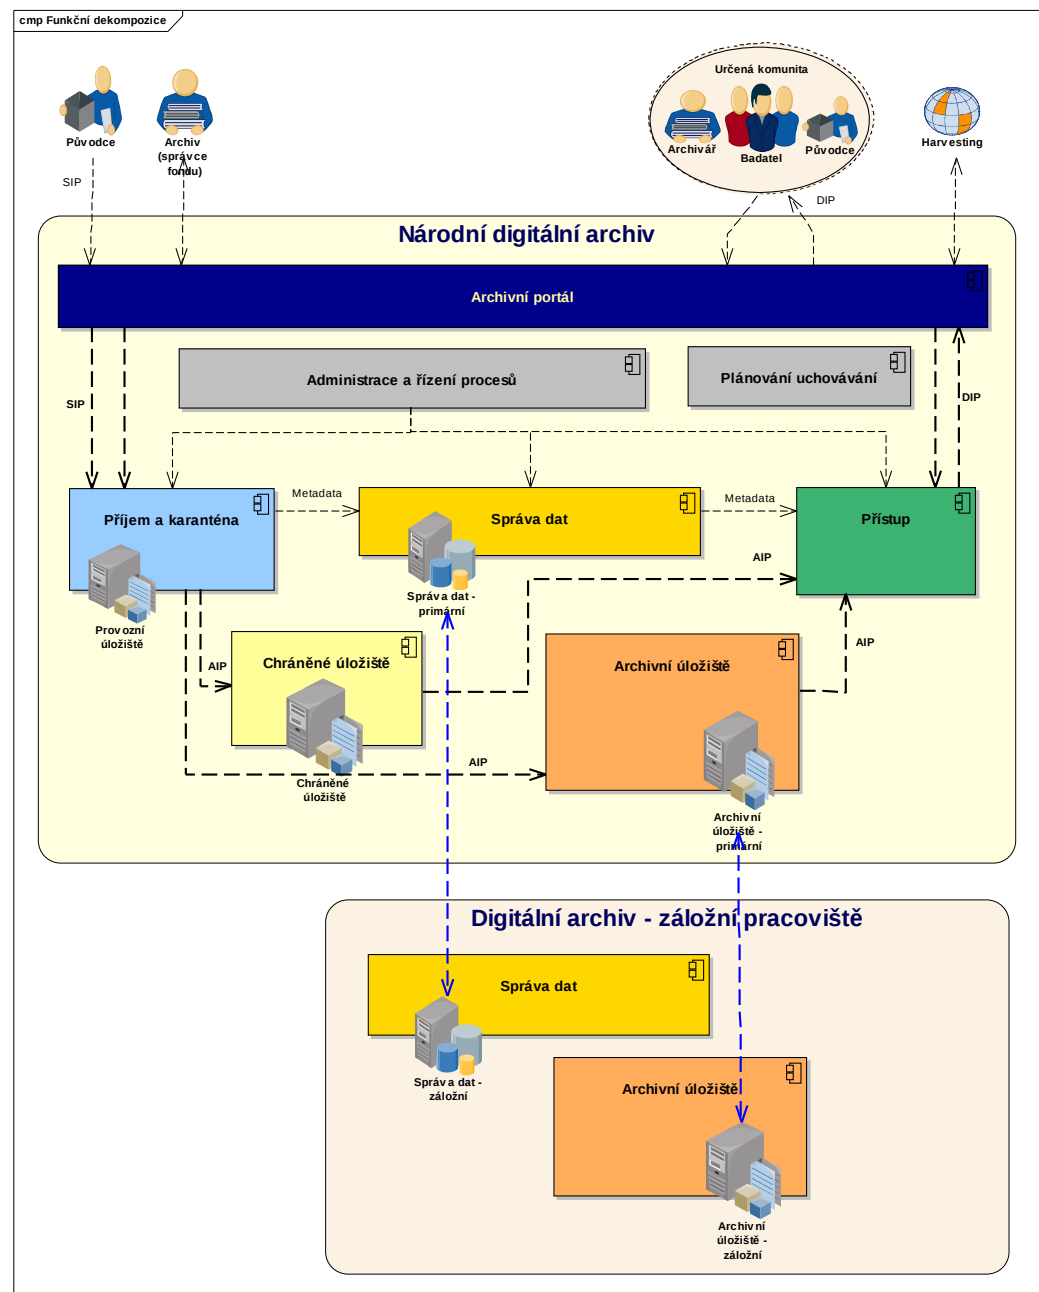 cmp Funkční dekompozice
Původce
Archiv
(správce
fondu)
Určená komunita
Archivář
Badatel
Původce
Harvesting
SIP
DIP
Národní digitální archiv
Archivní portál
Administrace a řízení procesů
Plánování uchovávání
SIP
DIP
Příjem a karanténa
Metadata
Správa dat
Metadata
Přístup
Provozní
úložiště
Správa dat -
primární
AIP
Chráněné úložiště
AIP
Archivní úložiště
AIP
Chráněné
úložiště
AIP
Archivní
úložiště -
primární
Digitální archiv - záložní pracoviště
Správa dat
Správa dat -
záložní
Archivní úložiště
Archivní
úložiště -
záložní